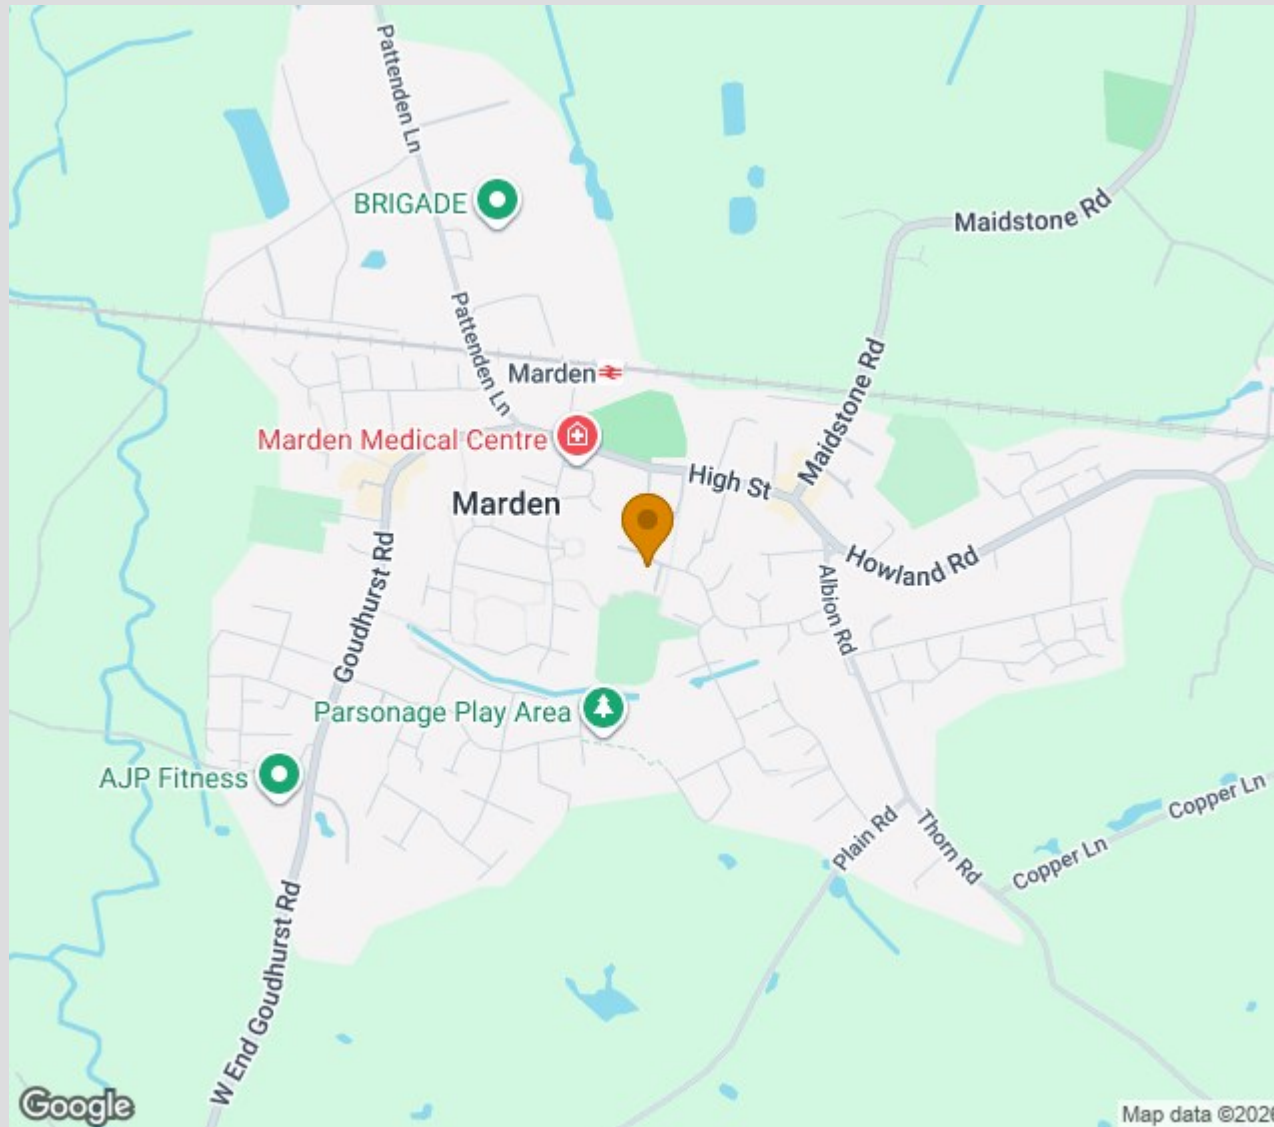 Pattenden Ln
BRIGADE
Maidstone Rd
Pattenden Ln
Marden
Maidstone Rd
Marden Medical Centre
High St
Marden
Howland Rd
Goudhurst Rd
Albion Rd
Parsonage Play Area
AJP Fitness
Copper Ln
Plain Rd
Thorn Rd
Copper Ln
W End Goudhurst Rd
Google
Map data ©2026